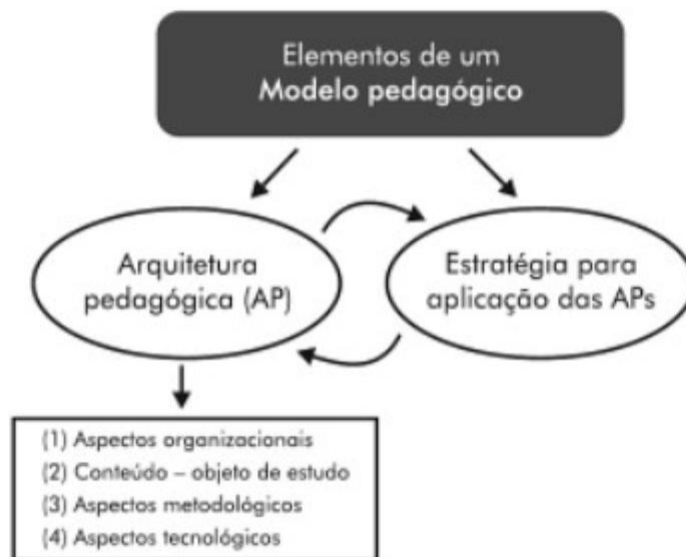 Elementos de um
Modelo pedagógico
Arquitetura
pedagógica (AP)
Estratégia para
aplicação das APs
(1) Aspectos organizacionais
(2) Conteúdo – objeto de estudo
(3) Aspectos metodológicos
(4) Aspectos tecnológicos